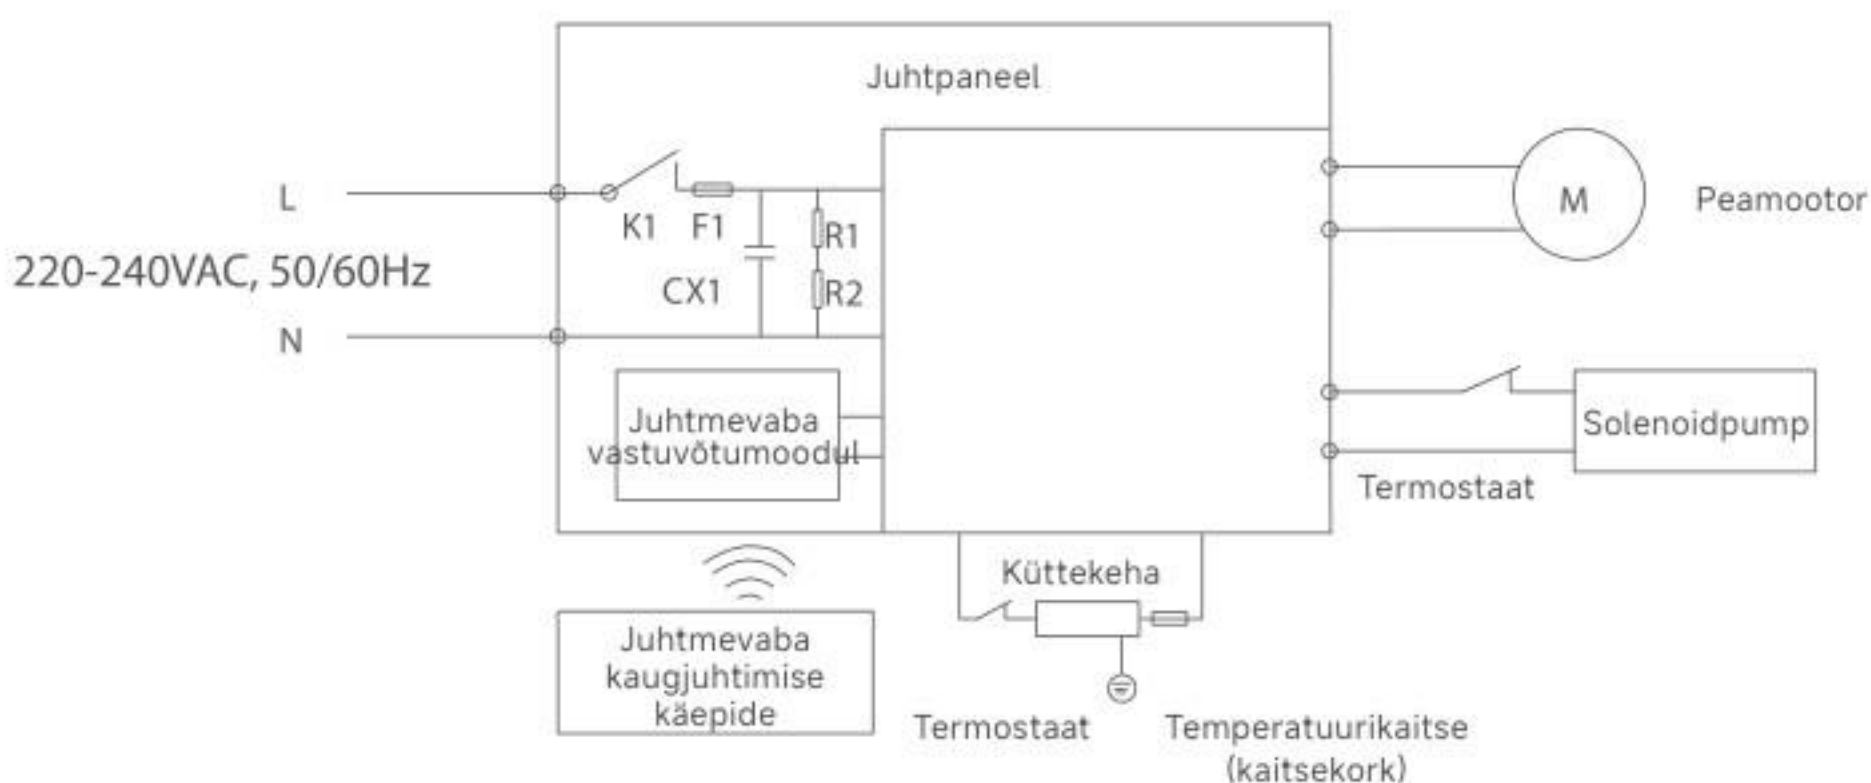 Juhtpaneel
L
K1
F1
R1
M
Peamootor
220-240VAC, 50/60Hz
CX1
R2
N
Juhtmevaba
vastuvõtumoodul
Solenoidpump
Termostaat
Küttekeha
Juhtmevaba
kaugjuhtimise
käepide
Termostaat
Temperatuurikaitse
(kaitsekork)